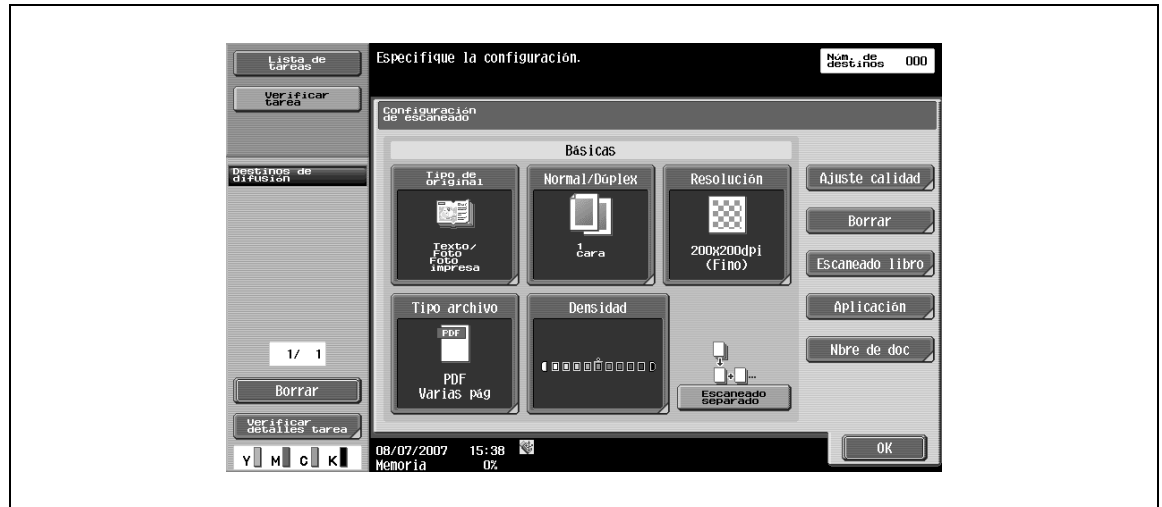 Lista de
tareas
Verificar
tarea
Destinos de
difusión
1/ 1
Borrar
Verificar
detalles tarea
Y M C K
Especifique la configuración.
Núm. de
destinos 000
Configuración
de escaneado
Básicas
Tipo de
original
Texto/
Foto
Foto
impresa
Normal/Dúplex
1
cara
Resolución
200X200dpi
(Fino)
Tipo archivo
PDF
PDF
Varias pág
Densidad
Escaneado
separado
Ajuste calidad
Borrar
Escaneado libro
Aplicación
Nbre de doc
OK
08/07/2007 15:38
Memoria 0%